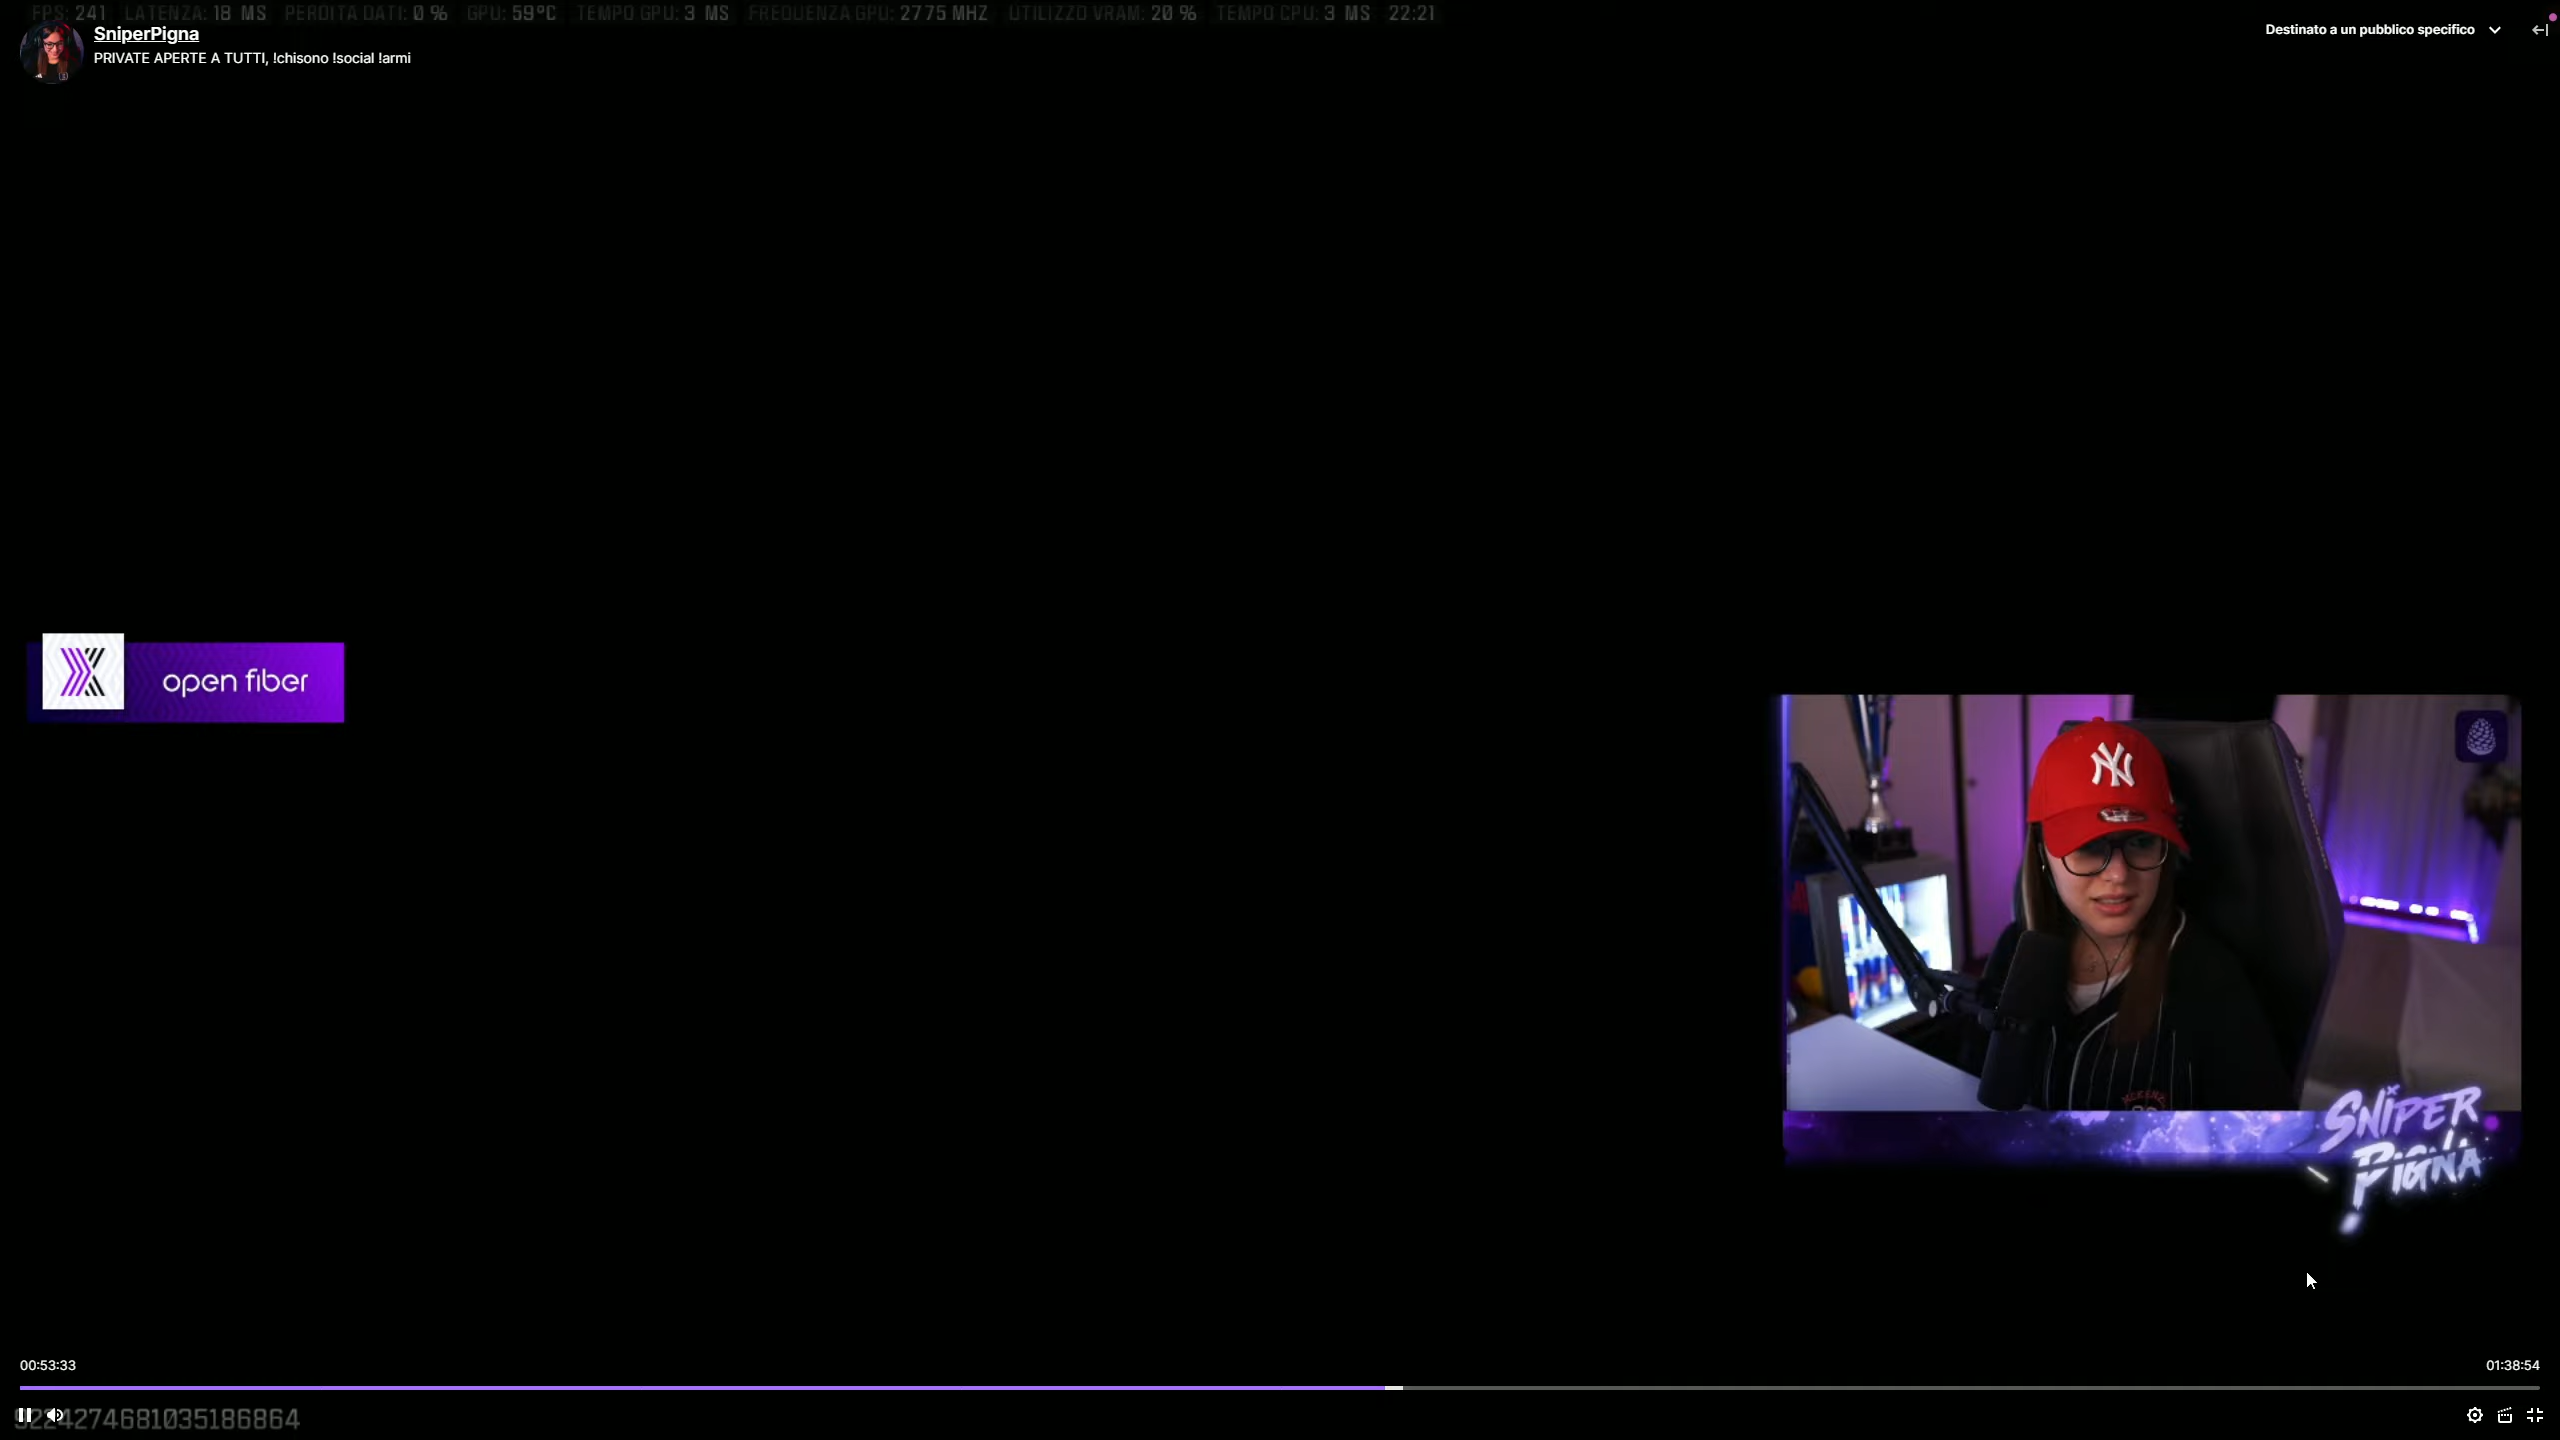 FPS: 241 LATENZA: 18 MS PERDITA DATI: 0 % GPU: 59°C TEMPO GPU: 3 MS FREQUENZA GPU: 2775 MHZ UTILIZZO VRAM: 20 % TEMPO CPU: 3 MS 22:21
SniperPigna
PRIVATE APERTE A TUTTI, !chisono !social !armi
Destinato a un pubblico specifico
open fiber
NY
SNIPER
PIGNA
00:53:33
01:38:54
9224274681035186864